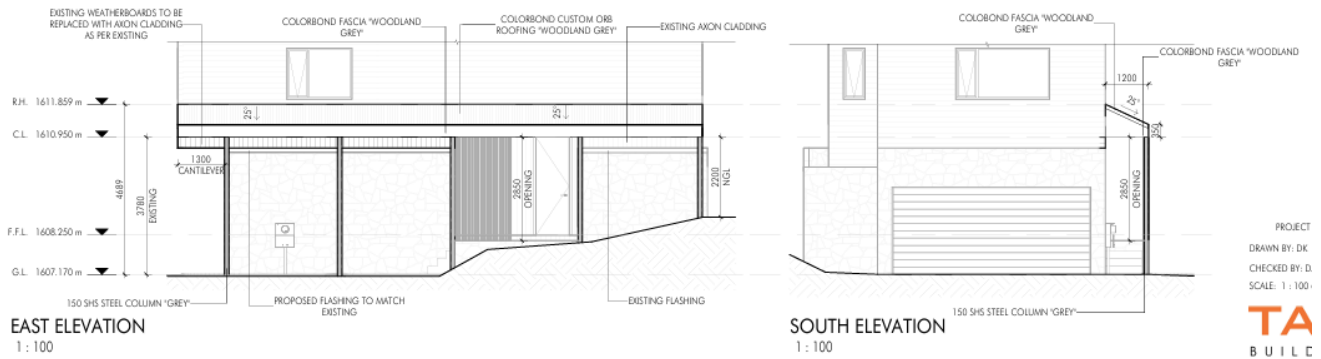 EXISTING WEATHERBOARDS TO BE
REPLACED WITH AXON CLADDING
AS PER EXISTING
COLORBOND FASCIA "WOODLAND
GREY'
COLORBOND CUSTOM ORB
ROOFING "WOODLAND GREY'
EXISTING AXON CLADDING
R.H. 1611.859 m
C.L. 1610.950 m
F.F.L. 1608.250 m
G.L. 1607.170 m
25°
25°
1300
CANTILEVER
4689
3780
EXISTING
2850
OPENING
2200
NGL
150 SHS STEEL COLUMN "GREY'
PROPOSED FLASHING TO MATCH
EXISTING
EXISTING FLASHING
EAST ELEVATION
1 : 100
COLOBOND FASCIA "WOODLAND
GREY'
COLORBOND FASCIA "WOODLAND
GREY'
1200
25°
350
2850
OPENING
150 SHS STEEL COLUMN "GREY'
SOUTH ELEVATION
1 : 100
PROJECT
DRAWN BY: DK
CHECKED BY: D.
SCALE: 1 : 100
TA
BUILD